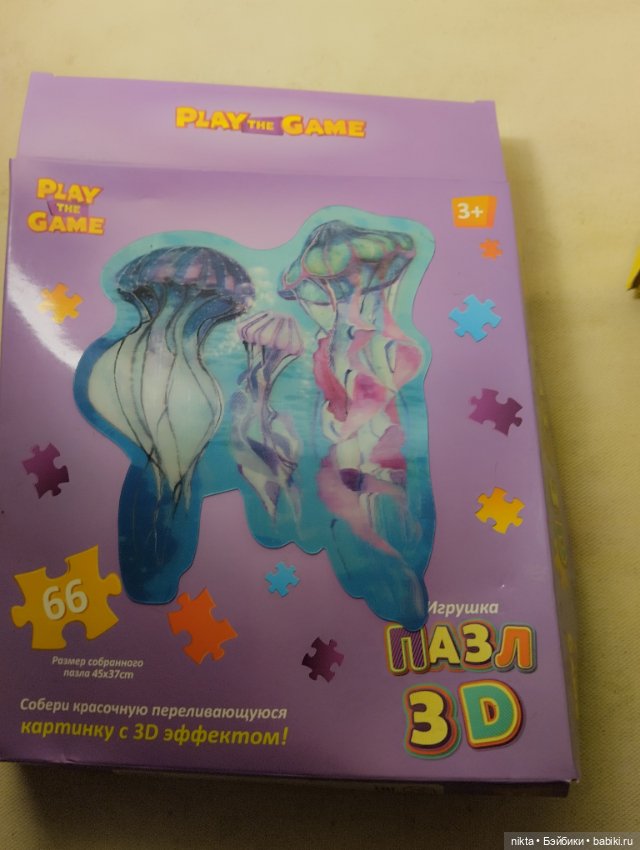 PLAY THE GAME
PLAY
THE
GAME
3+
66
Размер собранного
пазла 45x37cm
Игрушка
ПАЗЛ
3D
Собери красочную переливающуюся
картинку с 3D эффектом!
nikta • Бэйбики • babiki.ru